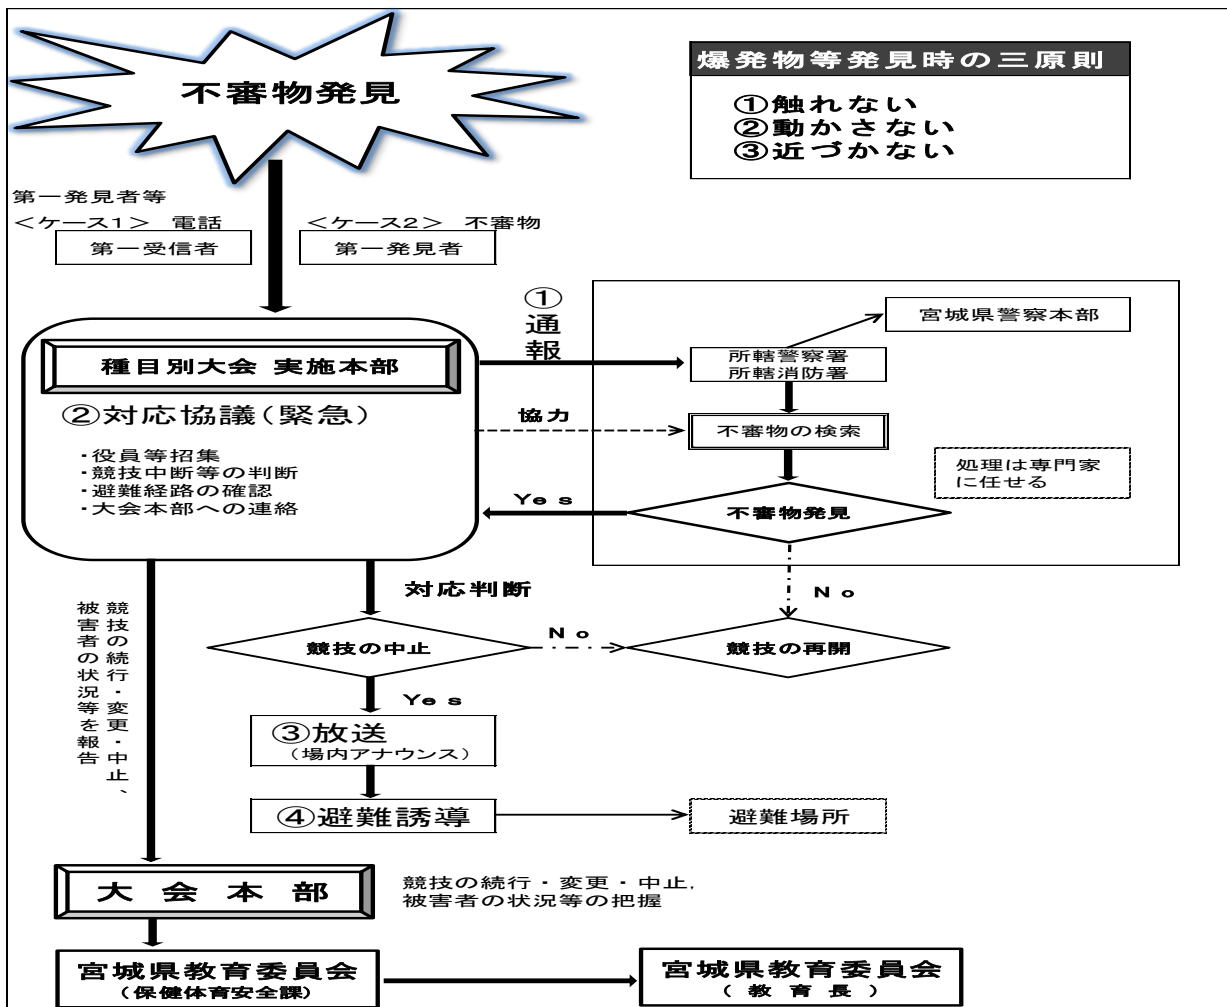 不審物発見
爆発物等発見時の三原則
①触れない
②動かさない
③近づかない
第一発見者等
＜ケース1＞ 電話
第一受信者
＜ケース2＞ 不審物
第一発見者
①通報
宮城県警察本部
所轄警察署
所轄消防署
種目別大会 実施本部
②対応協議(緊急)
・役員等招集
・競技中断等の判断
・避難経路の確認
・大会本部への連絡
協力
不審物の検索
処理は専門家
に任せる
Yes
不審物発見
No
対応判断
競技の中止
No
競技の再開
Yes
競技の続行・変更・中止、
被害者の状況等を報告
③放送
（場内アナウンス）
④避難誘導
避難場所
大会本部
競技の続行・変更・中止,
被害者の状況等の把握
宮城県教育委員会
（保健体育安全課）
宮城県教育委員会
（教育長）